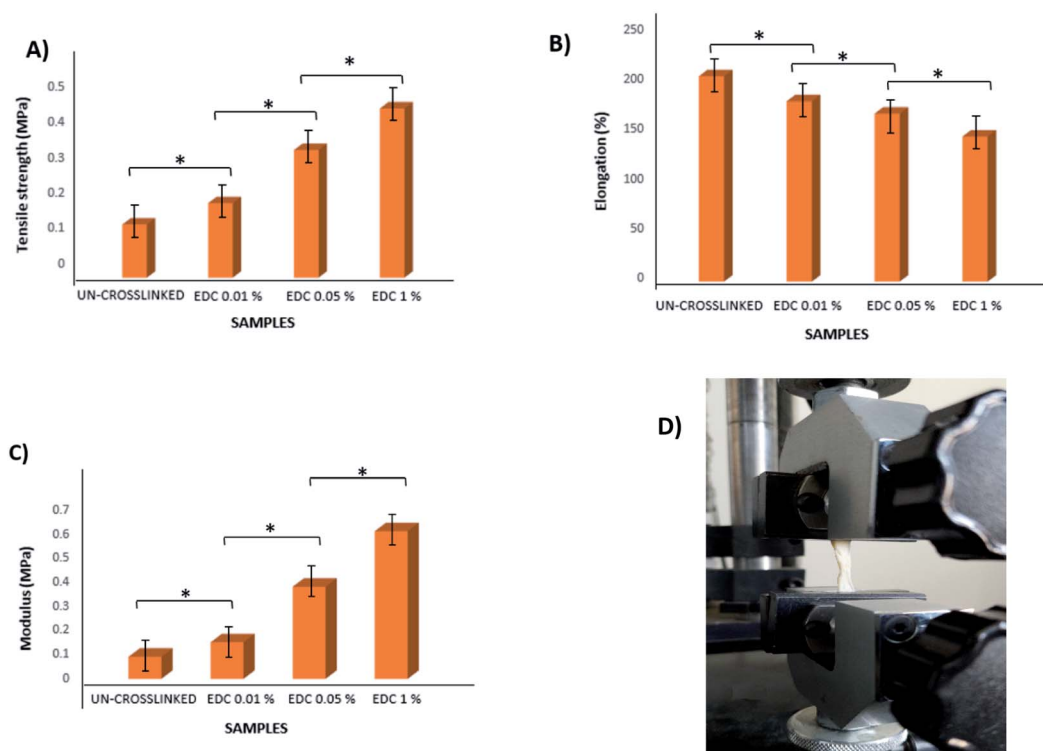 A)
Tensile strength (MPa)
0.5
0.4
0.3
0.2
0.1
0
*
*
*
UN-CROSSLINKED EDC 0.01 % EDC 0.05 % EDC 1 %
SAMPLES
B)
Elongation (%)
250
200
150
100
50
0
*
*
*
UN-CROSSLINKED EDC 0.01 % EDC 0.05 % EDC 1 %
SAMPLES
C)
Modulus (MPa)
0.7
0.6
0.5
0.4
0.3
0.2
0.1
0
*
*
*
UN-CROSSLINKED EDC 0.01 % EDC 0.05 % EDC 1 %
SAMPLES
D)